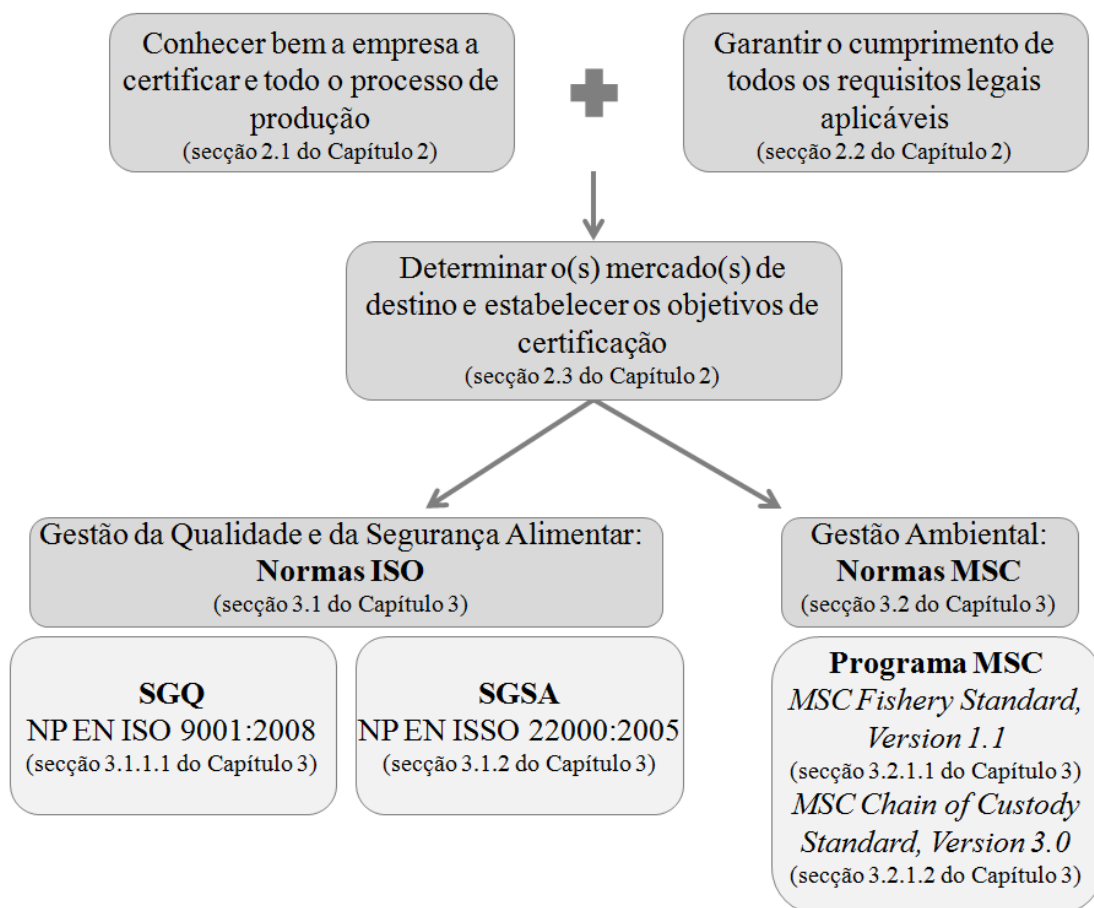 Conhecer bem a empresa a
certificar e todo o processo de
produção
(secção 2.1 do Capítulo 2)
Garantir o cumprimento de
todos os requisitos legais
aplicáveis
(secção 2.2 do Capítulo 2)
Determinar o(s) mercado(s) de
destino e estabelecer os objetivos de
certificação
(secção 2.3 do Capítulo 2)
Gestão da Qualidade e da Segurança Alimentar:
Normas ISO
(secção 3.1 do Capítulo 3)
Gestão Ambiental:
Normas MSC
(secção 3.2 do Capítulo 3)
SGQ
NP EN ISO 9001:2008
(secção 3.1.1.1 do Capítulo 3)
SGSA
NP EN ISSO 22000:2005
(secção 3.1.2 do Capítulo 3)
Programa MSC
MSC Fishery Standard,
Version 1.1
(secção 3.2.1.1 do Capítulo 3)
MSC Chain of Custody
Standard, Version 3.0
(secção 3.2.1.2 do Capítulo 3)